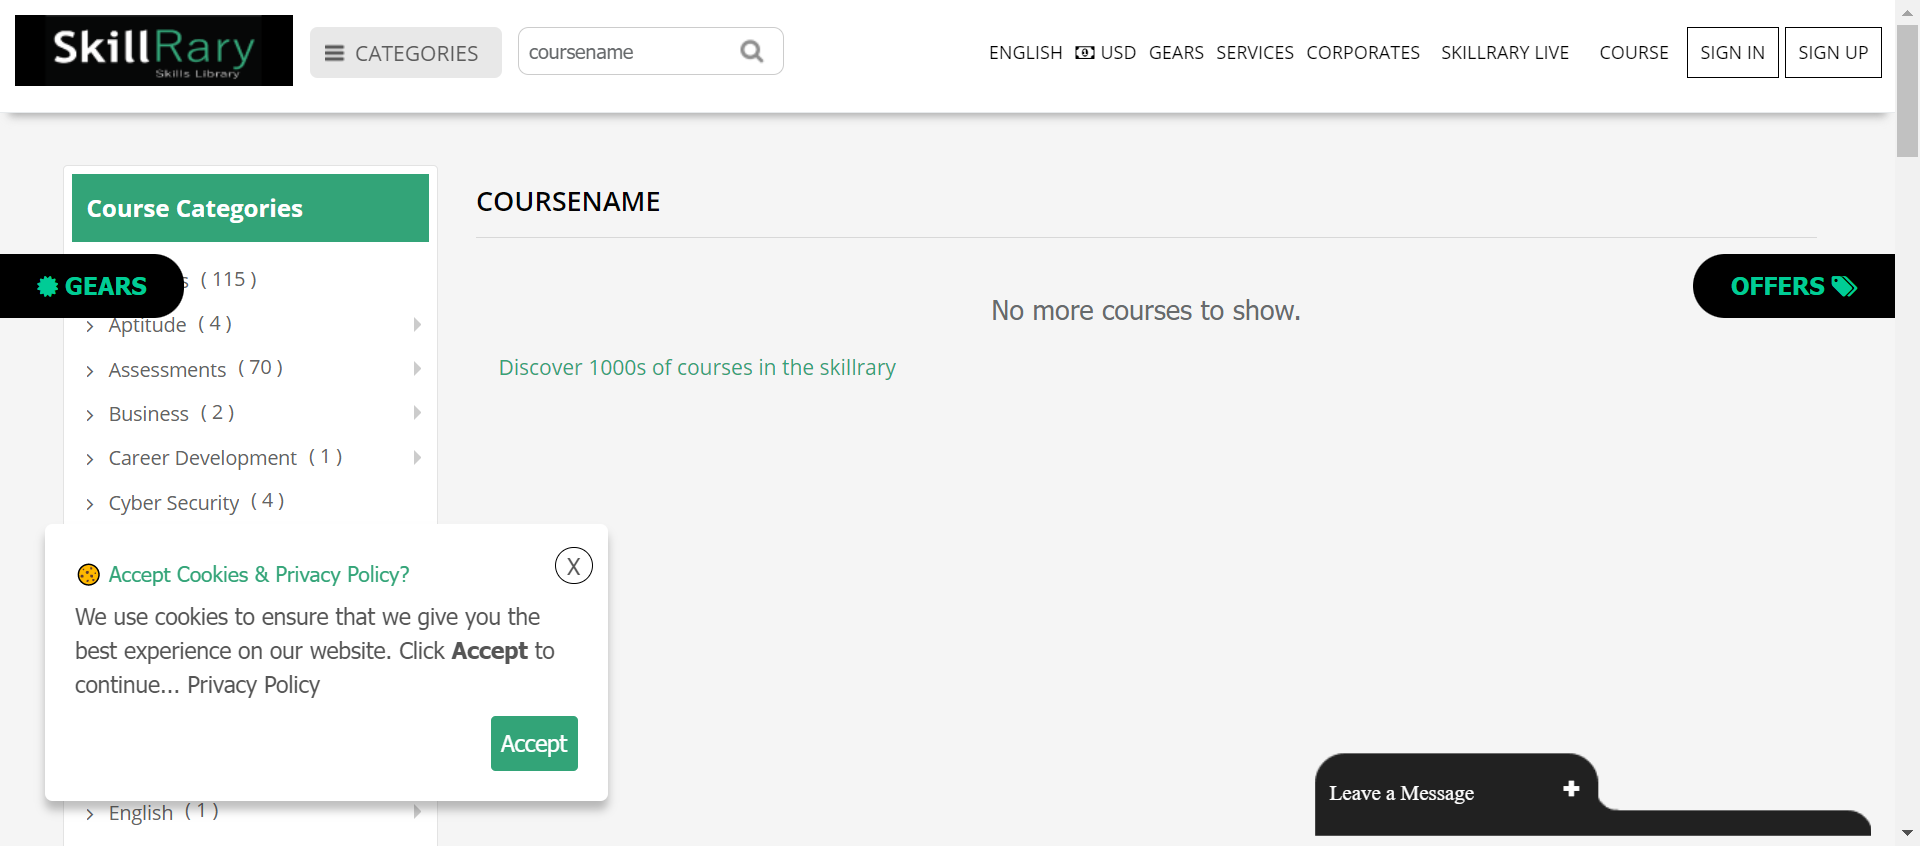 SkillRary
Skills Library
CATEGORIES
coursename
ENGLISH USD GEARS SERVICES CORPORATES SKILLRARY LIVE COURSE SIGN IN SIGN UP
Course Categories
COURSENAME
GEARS
s ( 115 )
OFFERS
No more courses to show.
Aptitude ( 4 )
Discover 1000s of courses in the skillrary
Assessments ( 70 )
Business ( 2 )
Career Development ( 1 )
Cyber Security ( 4 )
Accept Cookies & Privacy Policy?
X
We use cookies to ensure that we give you the
best experience on our website. Click Accept to
continue... Privacy Policy
Accept
Leave a Message
English ( 1 )